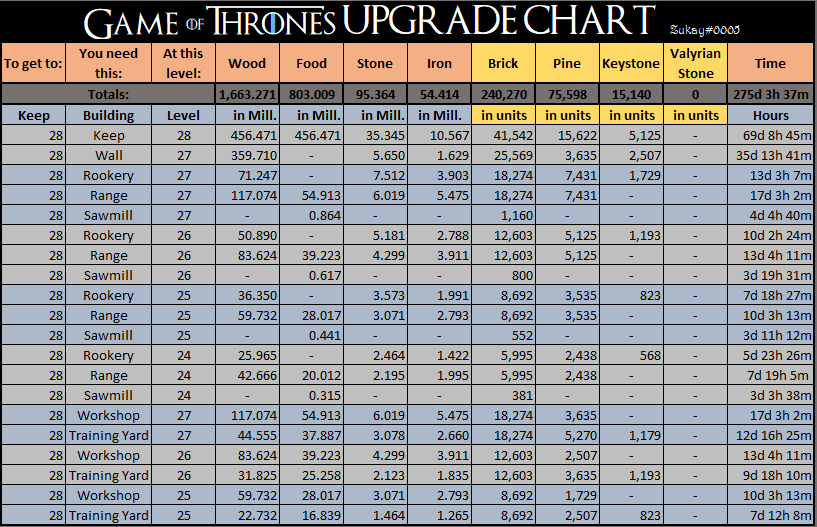 GAME OF THRONES UPGRADE CHART Zukay#0005
To get to: You need this: At this level: Wood Food Stone Iron Brick Pine Keystone Valyrian Stone Time
Totals: 1,663.271 803.009 95.364 54.414 240,270 75,598 15,140 0 275d 3h 37m
Keep Building Level in Mill. in Mill. in Mill. in Mill. in units in units in units in units Hours
28 Keep 28 456.471 456.471 35.345 10.567 41,542 15,622 5,125 - 69d 8h 45m
28 Wall 27 359.710 - 5.650 1.629 25,569 3,635 2,507 - 35d 13h 41m
28 Rookery 27 71.247 - 7.512 3.903 18,274 7,431 1,729 - 13d 3h 7m
28 Range 27 117.074 54.913 6.019 5.475 18,274 7,431 - - 17d 3h 2m
28 Sawmill 27 - 0.864 - - 1,160 - - - 4d 4h 40m
28 Rookery 26 50.890 - 5.181 2.788 12,603 5,125 1,193 - 10d 2h 24m
28 Range 26 83.624 39.223 4.299 3.911 12,603 5,125 - - 13d 4h 11m
28 Sawmill 26 - 0.617 - - 800 - - - 3d 19h 31m
28 Rookery 25 36.350 - 3.573 1.991 8,692 3,535 823 - 7d 18h 27m
28 Range 25 59.732 28.017 3.071 2.793 8,692 3,535 - - 10d 3h 13m
28 Sawmill 25 - 0.441 - - 552 - - - 3d 11h 12m
28 Rookery 24 25.965 - 2.464 1.422 5,995 2,438 568 - 5d 23h 26m
28 Range 24 42.666 20.012 2.195 1.995 5,995 2,438 - - 7d 19h 5m
28 Sawmill 24 - 0.315 - - 381 - - - 3d 3h 38m
28 Workshop 27 117.074 54.913 6.019 5.475 18,274 3,635 - - 17d 3h 2m
28 Training Yard 27 44.555 37.887 3.078 2.660 18,274 5,270 1,179 - 12d 16h 25m
28 Workshop 26 83.624 39.223 4.299 3.911 12,603 2,507 - - 13d 4h 11m
28 Training Yard 26 31.825 25.258 2.123 1.835 12,603 3,635 1,193 - 9d 18h 10m
28 Workshop 25 59.732 28.017 3.071 2.793 8,692 1,729 - - 10d 3h 13m
28 Training Yard 25 22.732 16.839 1.464 1.265 8,692 2,507 823 - 7d 12h 8m